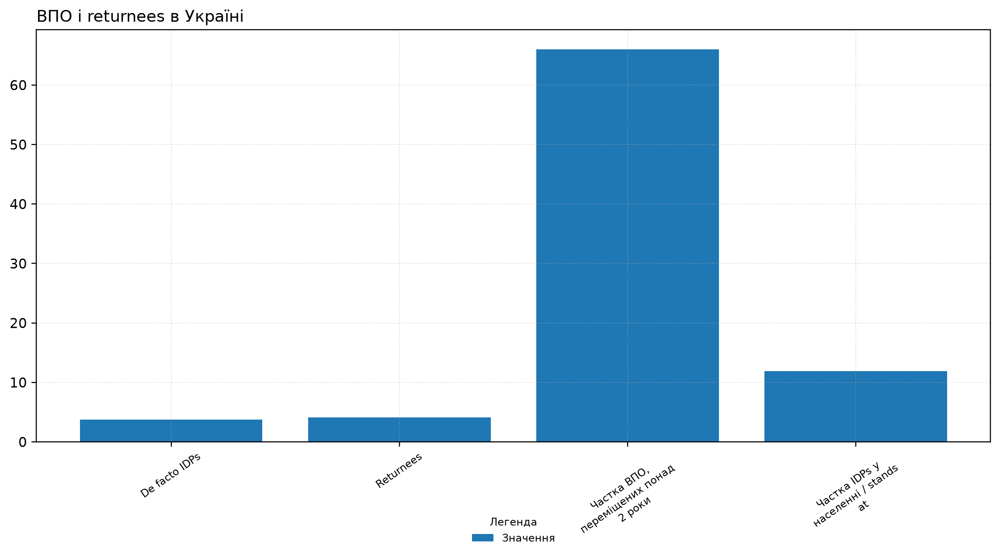 ВПО і returnees в Україні
60
50
40
30
20
10
0
De facto IDPs
Returnees
Частка ВПО,
переміщених понад
2 роки
Частка IDPs у
населенні / stands
at
Легенда
Значення